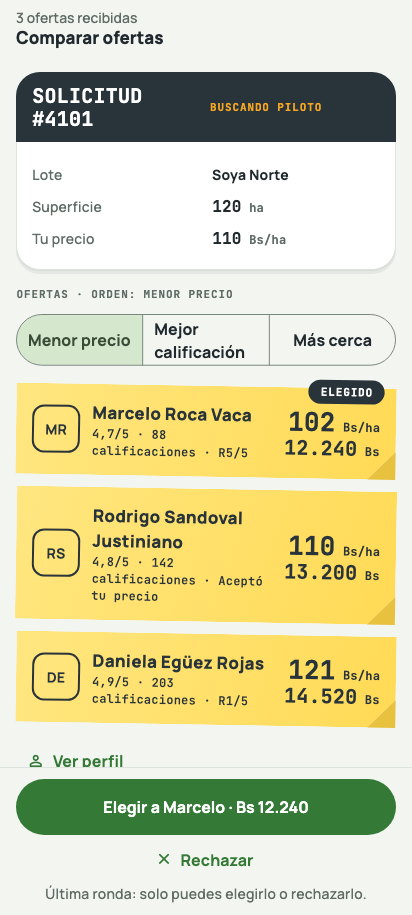 3 ofertas recibidas
Comparar ofertas
SOLICITUD
#4101
BUSCANDO PILOTO
Lote Soya Norte
Superficie 120 ha
Tu precio 110 Bs/ha
OFERTAS · ORDEN: MENOR PRECIO
Menor precio
Mejor
calificación
Más cerca
ELEGIDO
MR
Marcelo Roca Vaca
4,7/5 · 88
calificaciones · R5/5
102 Bs/ha
12.240 Bs
RS
Rodrigo Sandoval
Justiniano
4,8/5 · 142
calificaciones · Aceptó
tu precio
110 Bs/ha
13.200 Bs
DE
Daniela Egüez Rojas
4,9/5 · 203
calificaciones · R1/5
121 Bs/ha
14.520 Bs
Ver perfil
Elegir a Marcelo · Bs 12.240
Rechazar
Última ronda: solo puedes elegirlo o rechazarlo.